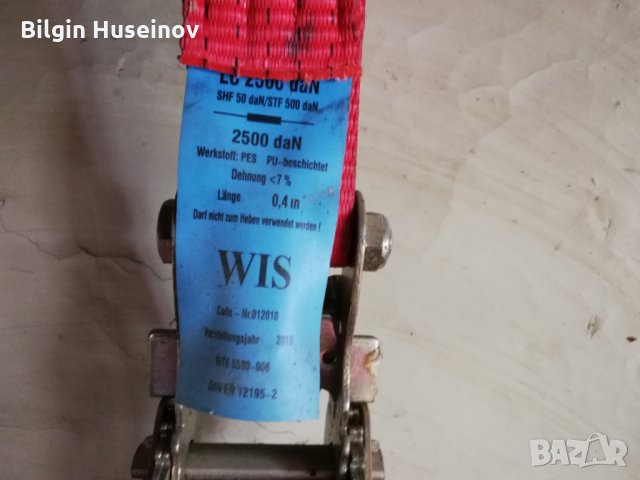 Bilgin Huseinov
LC 2500 daN
SHF 50 daN/STF 500 daN
2500 daN
Werkstoff: PES PU-beschichtet
Dehnung <7 %
Länge 0,4 m
Darf nicht zum Heben verwendet werden !
WIS
Code - Nr.012010
Herstellungsjahr 2010
WTE 5500-006
DIN EN 12195-2
BAZAR